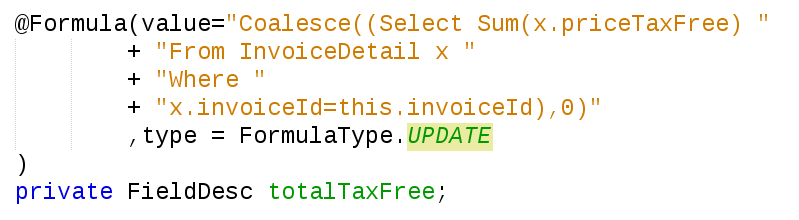 @Formula(value="Coalesce((Select Sum(x.priceTaxFree) "
+ "From InvoiceDetail x "
+ "Where "
+ "x.invoiceId=this.invoiceId),0)"
,type = FormulaType.UPDATE
)
private FieldDesc totalTaxFree;